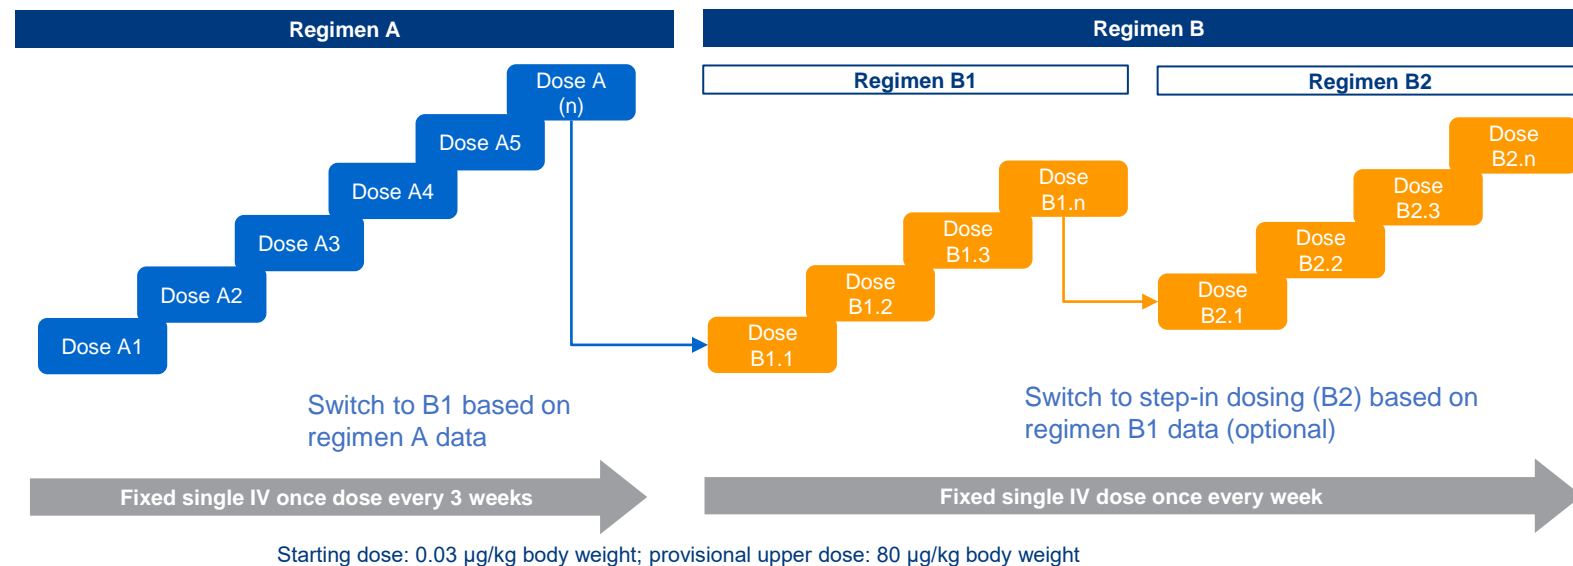 Regimen A
Regimen B
Regimen B1
Regimen B2
Dose A
(n)
Dose A5
Dose A4
Dose A3
Dose A2
Dose A1
Dose
B1.n
Dose
B1.3
Dose
B1.2
Dose
B1.1
Dose
B2.n
Dose
B2.3
Dose
B2.2
Dose
B2.1
Switch to B1 based on
regimen A data
Switch to step-in dosing (B2) based on
regimen B1 data (optional)
Fixed single IV once dose every 3 weeks
Fixed single IV dose once every week
Starting dose: 0.03 μg/kg body weight; provisional upper dose: 80 μg/kg body weight